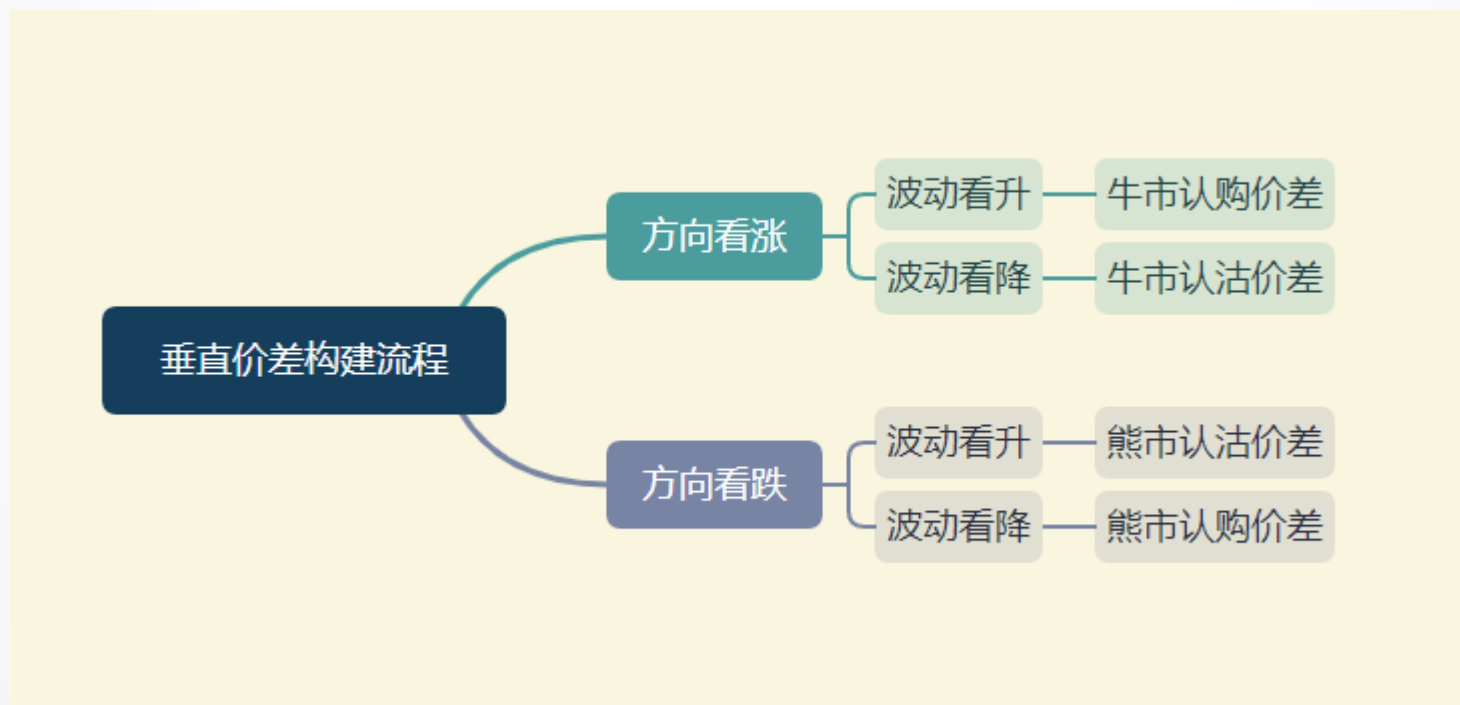 垂直价差构建流程
方向看涨
波动看升
牛市认购价差
波动看降
牛市认沽价差
方向看跌
波动看升
熊市认沽价差
波动看降
熊市认购价差